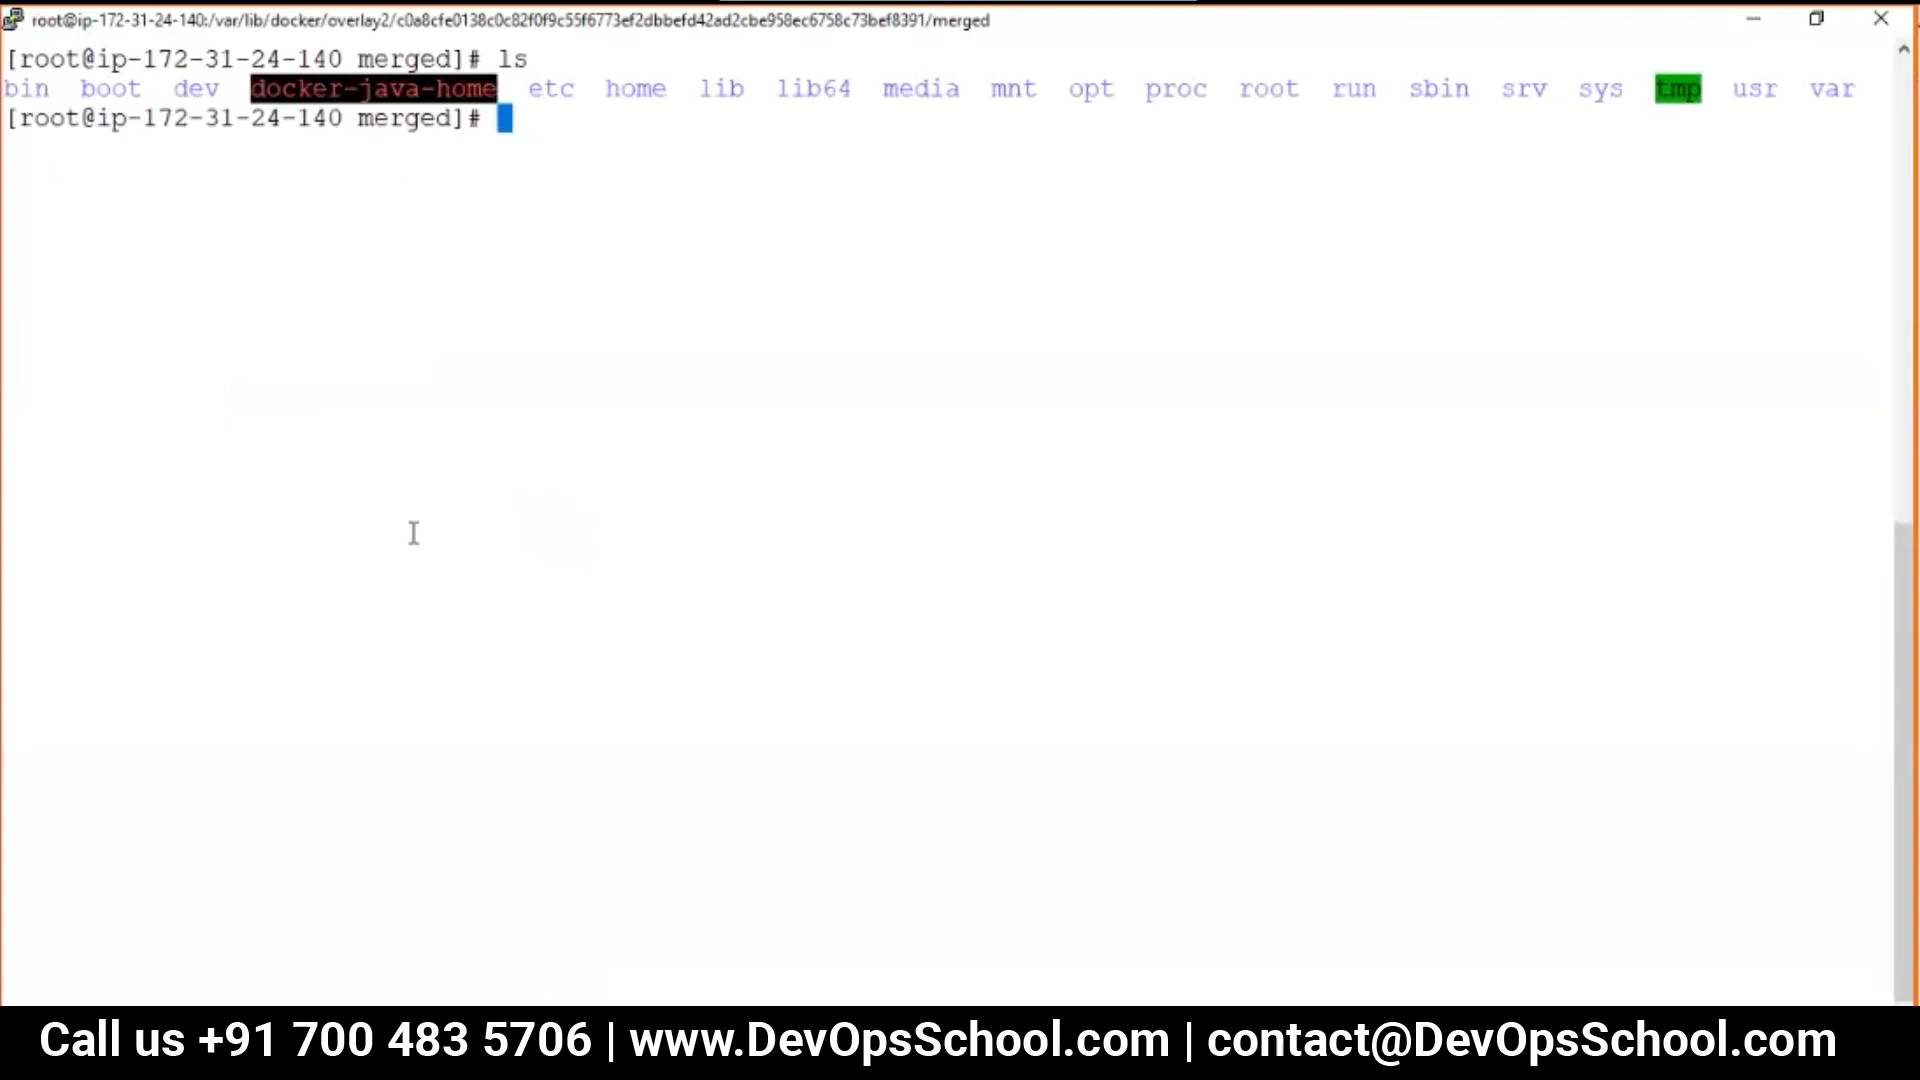 root@ip-172-31-24-140:/var/lib/docker/overlay2/c0a8cfe0138c0c82f0f9c55f6773ef2dbbefd42ad2cbe958ec6758c73bef8391/merged
[root@ip-172-31-24-140 merged]# ls
bin boot dev docker-java-home etc home lib lib64 media mnt opt proc root run sbin srv sys tmp usr var
[root@ip-172-31-24-140 merged]#
Call us +91 700 483 5706 | www.DevOpsSchool.com | contact@DevOpsSchool.com